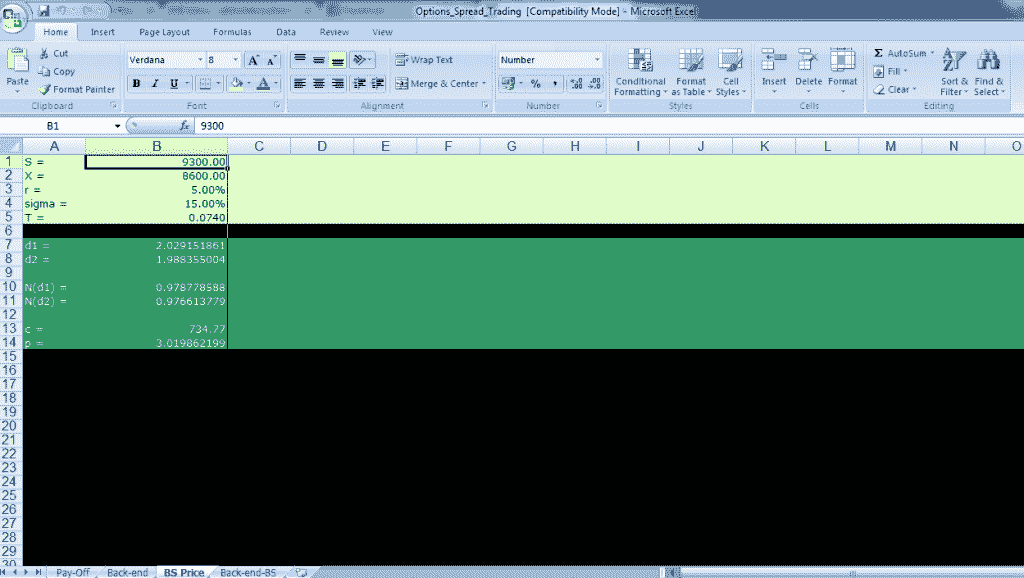 Options_Spread_Trading [Compatibility Mode] - Microsoft Excel
Home Insert Page Layout Formulas Data Review View
Paste Cut Copy Format Painter Clipboard
Verdana 8 A A B I U A Font
Wrap Text Merge & Center Alignment
Number % , .0 .00 .00 .0 Number
Conditional Formatting Format as Table Cell Styles Styles
Insert Delete Format Cells
Σ AutoSum Fill Clear Sort & Filter Find & Select Editing
B1 fx 9300
A B C D E F G H I J K L M N O
1 S = 9300.00
2 X = 8600.00
3 r = 5.00%
4 sigma = 15.00%
5 T = 0.0740
6
7 d1 = 2.029151861
8 d2 = 1.988355004
9
10 N(d1) = 0.978778588
11 N(d2) = 0.976613779
12
13 c = 734.77
14 p = 3.019862199
15
16
17
18
19
20
21
22
23
24
25
26
27
28
29
30
Pay-Off Back-end BS Price Back-end-BS